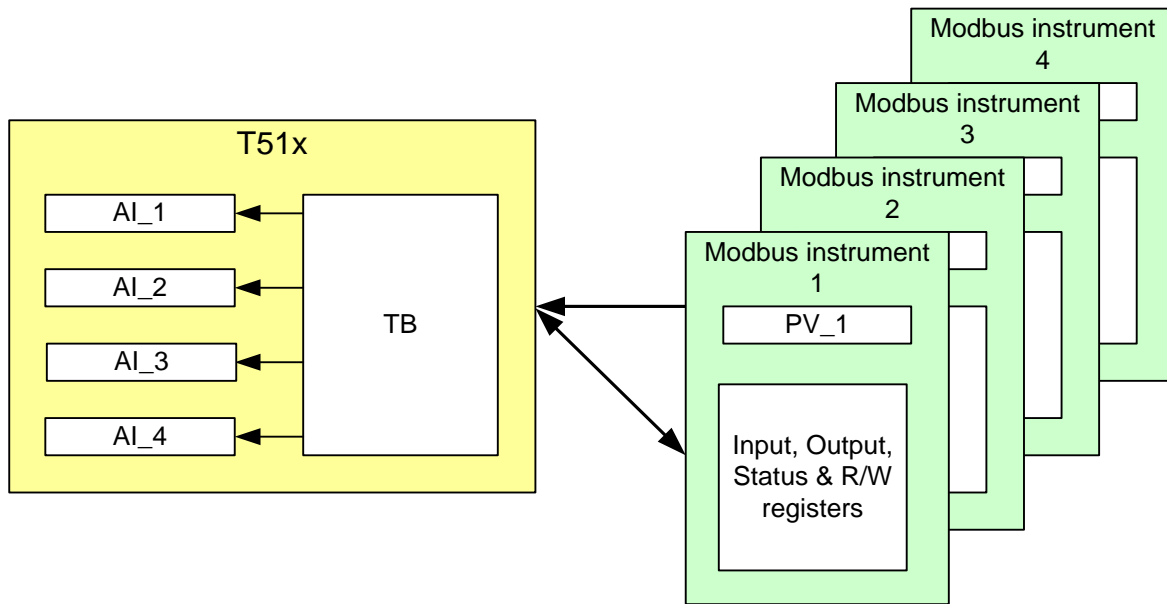 T51x
AI_1
AI_2
AI_3
AI_4
TB
Modbus instrument
4
Modbus instrument
3
Modbus instrument
2
Modbus instrument
1
PV_1
Input, Output,
Status & R/W
registers